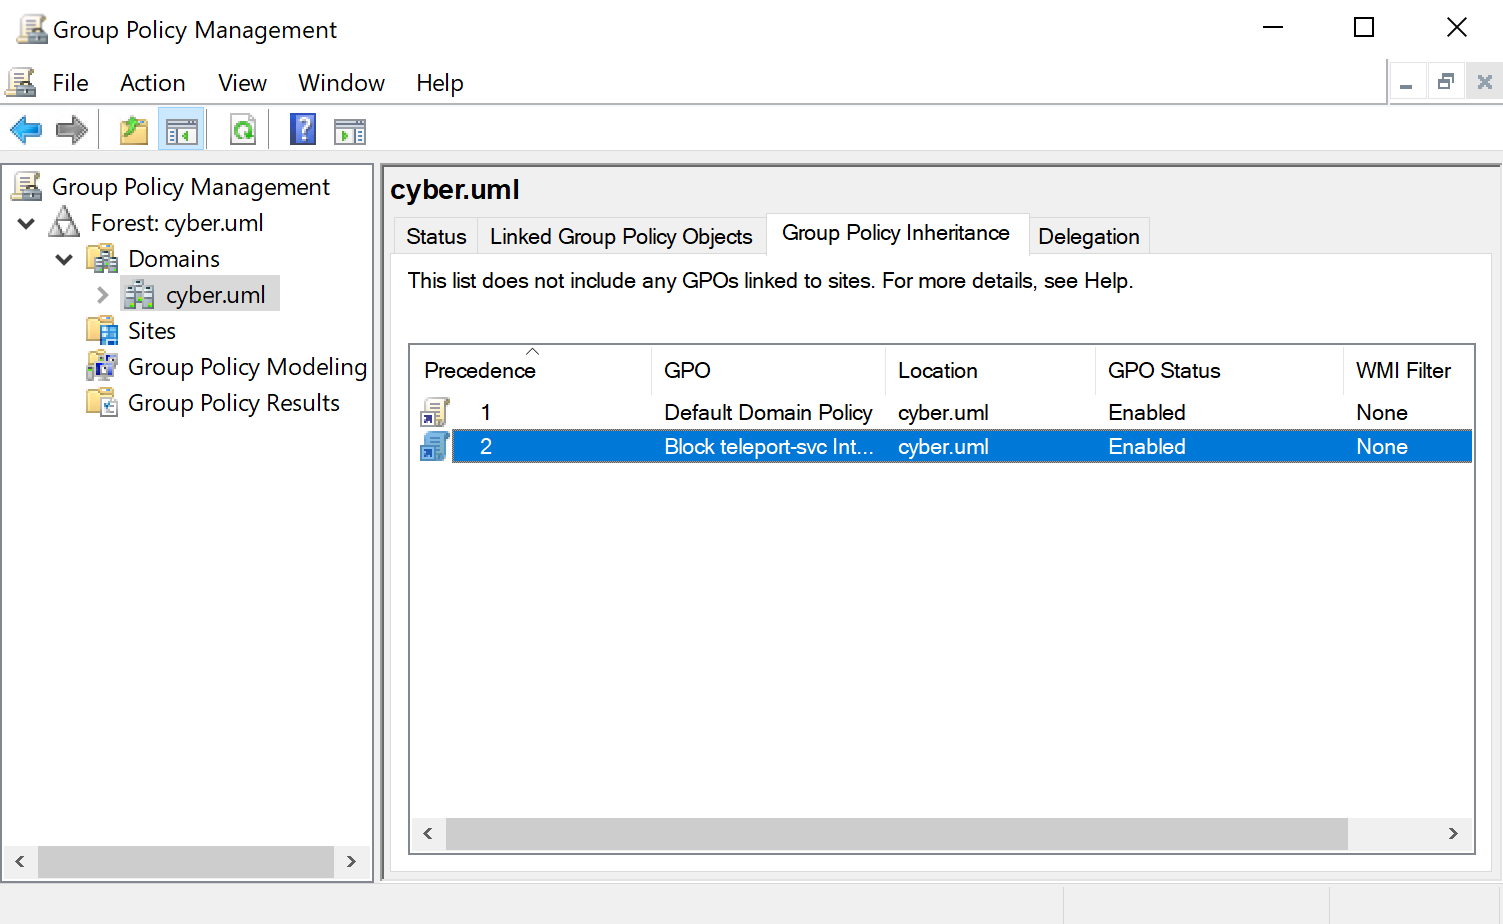 Group Policy Management
File Action View Window Help
Group Policy Management
Forest: cyber.uml
Domains
cyber.uml
Sites
Group Policy Modeling
Group Policy Results
cyber.uml
Status Linked Group Policy Objects Group Policy Inheritance Delegation
This list does not include any GPOs linked to sites. For more details, see Help.
Precedence GPO Location GPO Status WMI Filter
1 Default Domain Policy cyber.uml Enabled None
2 Block teleport-svc Int... cyber.uml Enabled None